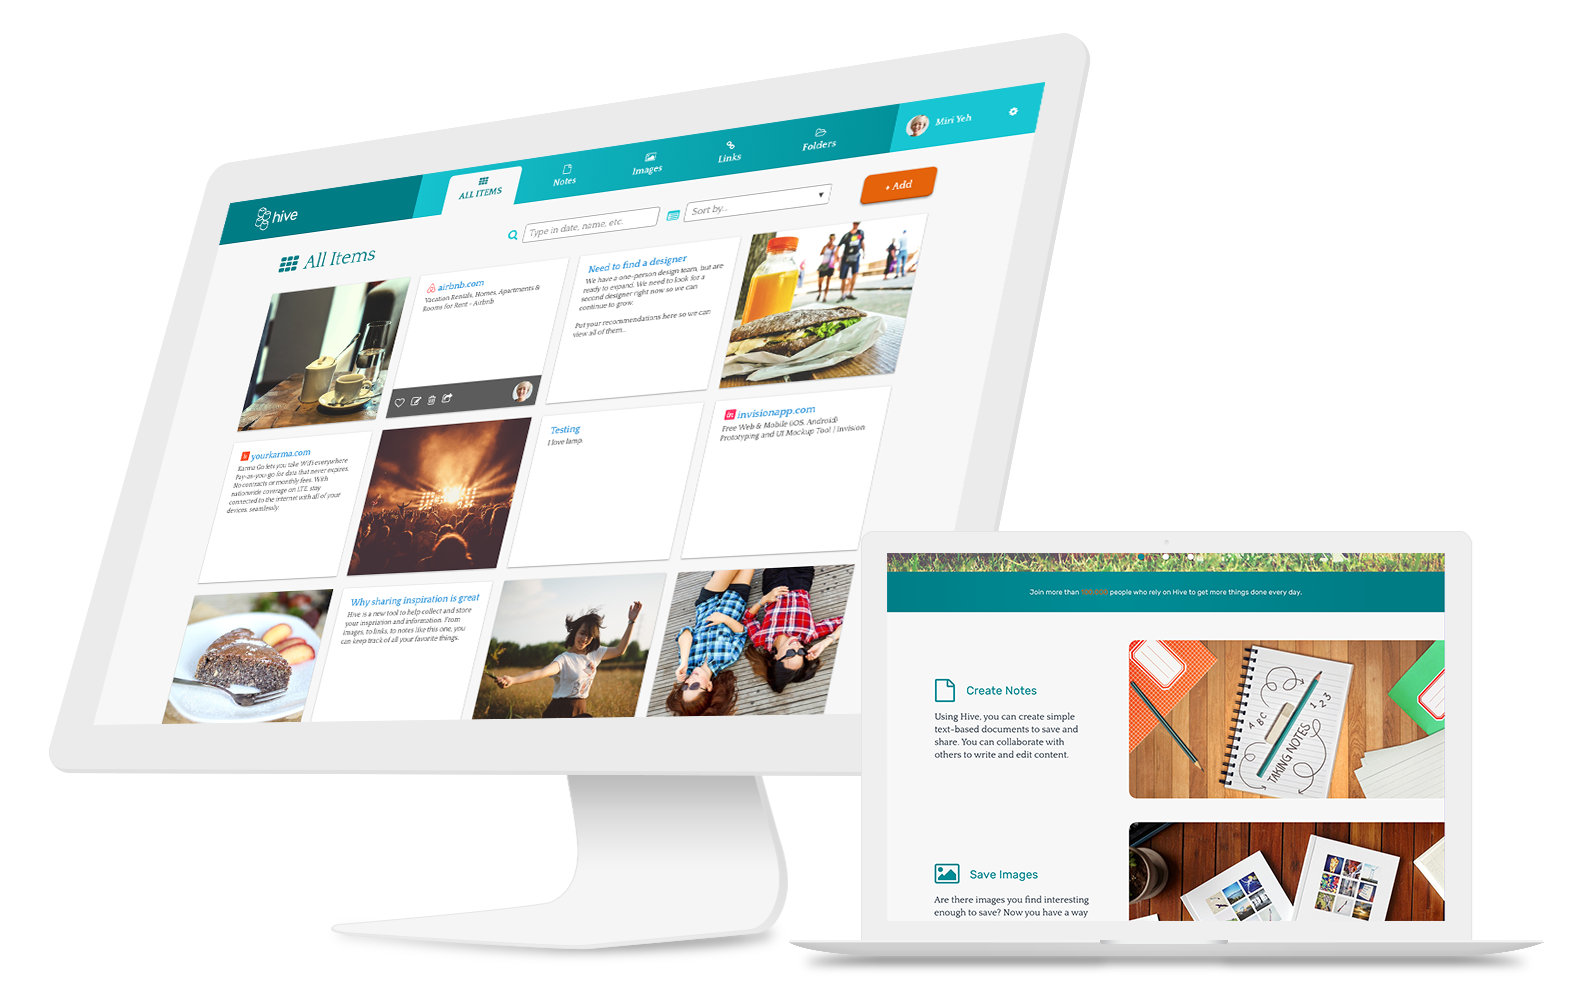 hive
ALL ITEMS
Notes
Images
Links
Folders
Miri Yeh
All Items
Type in date, name, etc.
Sort by...
+ Add
airbnb.com
Vacation Rentals, Homes, Apartments &
Rooms for Rent - Airbnb
Need to find a designer
We have a one-person design team, but are
ready to expand. We need to look for a
second designer right now so we can
continue to grow.
Put your recommendations here so we can
view all of them...
yourkarma.com
Karma Go lets you take WiFi everywhere
Pay-as-you-go for data that never expires.
No contracts or monthly fees. With
nationwide coverage on LTE, stay
connected to the internet with all of your
devices, seamlessly.
Testing
I love lamp.
in invisionapp.com
Free Web & Mobile (iOS, Android)
Prototyping and UI Mockup Tool | Invision
Why sharing inspiration is great
Hive is a new tool to help collect and store
your inspriation and information. From
images, to links, to notes like this one, you
can keep track of all your favorite things.
Join more than people who rely on Hive to get more things done every day.
Create Notes
Using Hive, you can create simple
text-based documents to save and
share. You can collaborate with
others to write and edit content.
A B C
1-2-3
TAKING NOTES
Save Images
Are there images you find interesting
enough to save? Now you have a way